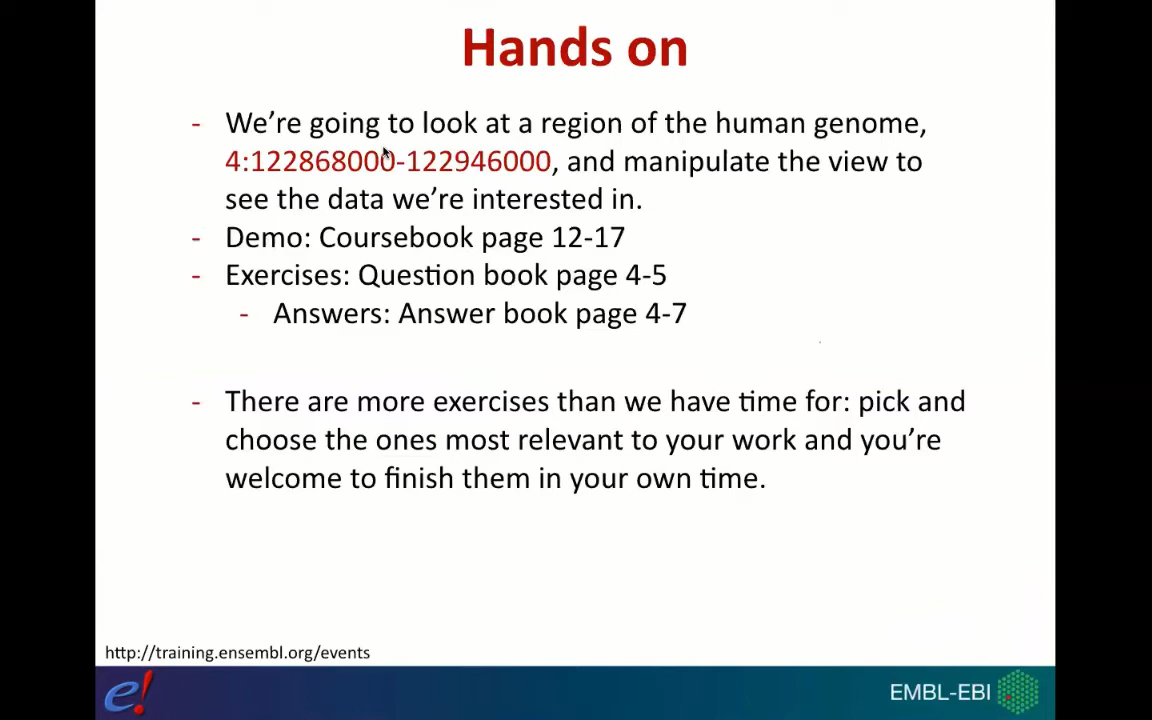 Hands on
- We’re going to look at a region of the human genome,
4:122868000-122946000, and manipulate the view to
see the data we’re interested in.
- Demo: Coursebook page 12-17
- Exercises: Question book page 4-5
- Answers: Answer book page 4-7
- There are more exercises than we have time for: pick and
choose the ones most relevant to your work and you’re
welcome to finish them in your own time.
http://training.ensembl.org/events
e!
EMBL-EBI